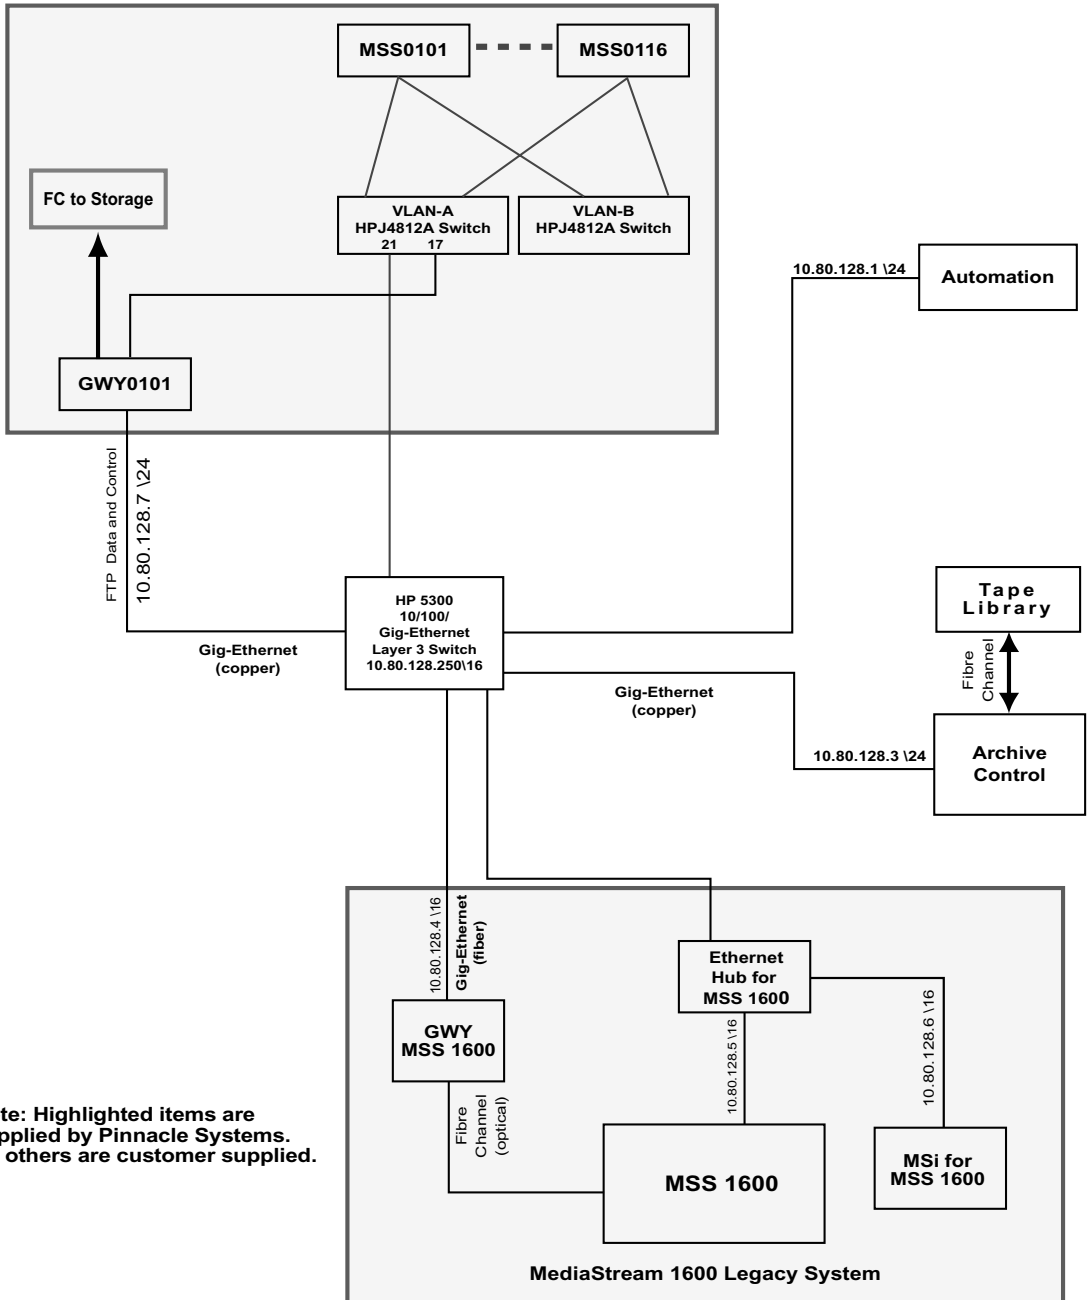 MSS0101
MSS0116
FC to Storage
VLAN-A
HPJ4812A Switch
21 17
VLAN-B
HPJ4812A Switch
10.80.128.1 \24
Automation
GWY0101
FTP Data and Control
10.80.128.7 \24
Gig-Ethernet
(copper)
HP 5300
10/100/
Gig-Ethernet
Layer 3 Switch
10.80.128.250\16
Tape
Library
Fibre
Channel
Gig-Ethernet
(copper)
10.80.128.3 \24
Archive
Control
10.80.128.4 \16
Gig-Ethernet
(fiber)
Ethernet
Hub for
MSS 1600
GWY
MSS 1600
10.80.128.5 \16
10.80.128.6 \16
Fibre
Channel
(optical)
MSS 1600
MSi for
MSS 1600
te: Highlighted items are
pplied by Pinnacle Systems.
others are customer supplied.
MediaStream 1600 Legacy System